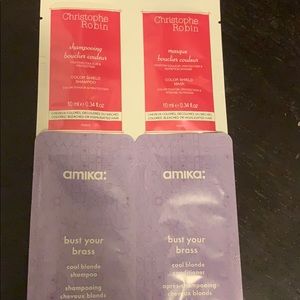 Christophe
Robin
shampooing
bouclier couleur
COLOR SHIELD
SHAMPOO
10 ml ℮ 0.34 fl.oz
Christophe
Robin
masque
bouclier couleur
COLOR SHIELD
MASK
10 ml ℮ 0.34 fl.oz
amika:
bust your
brass
cool blonde
shampoo
shampooing
cheveux blonds
amika:
bust your
brass
cool blonde
conditioner
après-shampooing
cheveux blonds